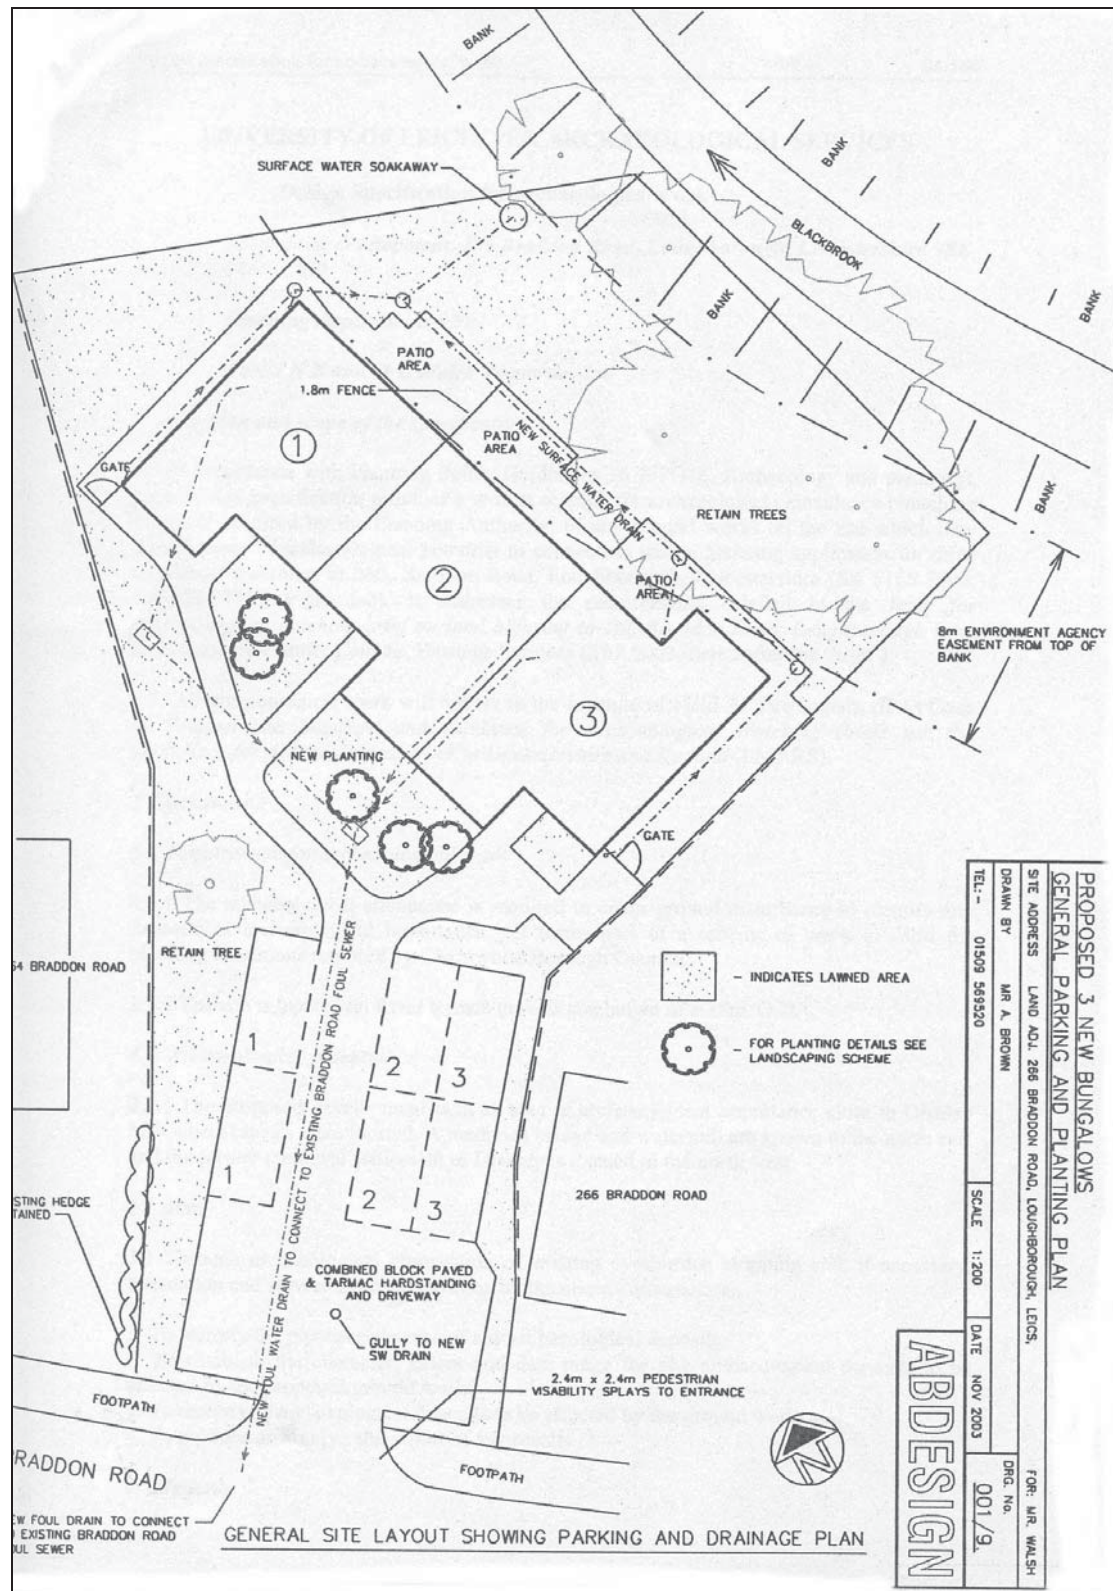 BANK
BANK
SURFACE WATER SOAKAWAY
BANK
BLACKBROOK
BANK
BANK
BANK
BANK
PATIO
AREA
1.8m FENCE
1
GATE
PATIO
AREA
NEW SURFACE WATER DRAIN
2
RETAIN TREES
PATIO
AREA
BANK
8m ENVIRONMENT AGENCY
EASEMENT FROM TOP OF
BANK
3
NEW PLANTING
GATE
RETAIN TREE
54 BRADDON ROAD
- INDICATES LAWNED AREA
- FOR PLANTING DETAILS SEE
LANDSCAPING SCHEME
1
2
3
1
2
3
266 BRADDON ROAD
STING HEDGE
TAINED
NEW FOUL WATER DRAIN TO CONNECT TO EXISTING BRADDON ROAD FOUL SEWER
COMBINED BLOCK PAVED
& TARMAC HARDSTANDING
AND DRIVEWAY
GULLY TO NEW
SW DRAIN
2.4m x 2.4m PEDESTRIAN
VISABILITY SPLAYS TO ENTRANCE
FOOTPATH
FOOTPATH
RADDON ROAD
EW FOUL DRAIN TO CONNECT
EXISTING BRADDON ROAD
UL SEWER
N
GENERAL SITE LAYOUT SHOWING PARKING AND DRAINAGE PLAN
PROPOSED 3 NEW BUNGALOWS
GENERAL PARKING AND PLANTING PLAN
SITE ADDRESS LAND ADJ. 266 BRADDON ROAD, LOUGHBOROUGH, LEICS,
FOR: MR. WALSH
DRAWN BY MR A. BROWN
TEL:- 01509 569520
SCALE 1:200
DATE NOV 2003
DRG. No.
001/9.
ABDESIGN